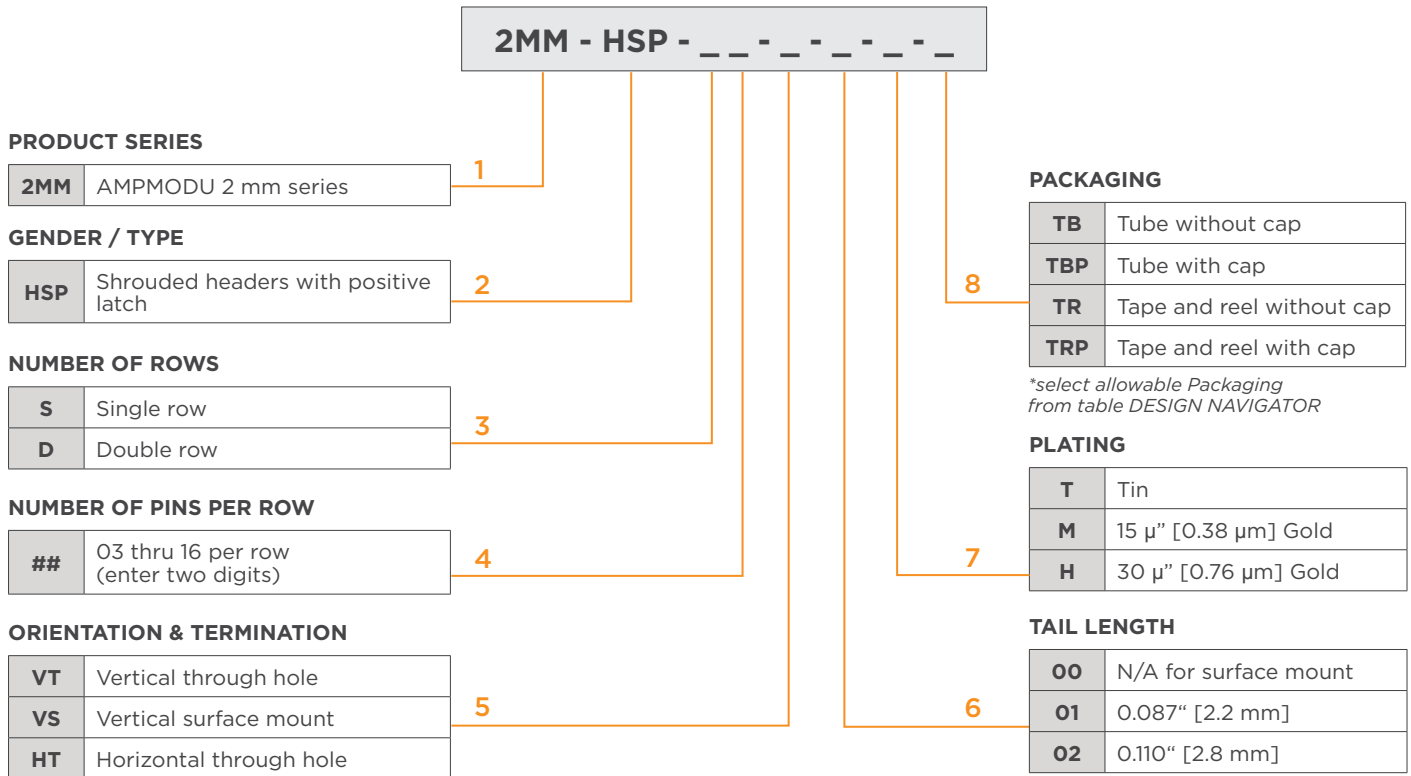 2MM - HSP - _ _ - _ - _ - _ - _
PRODUCT SERIES
2MM AMPMODU 2 mm series
1
GENDER / TYPE
HSP Shrouded headers with positive
latch
2
NUMBER OF ROWS
S Single row
D Double row
3
NUMBER OF PINS PER ROW
## 03 thru 16 per row
(enter two digits)
4
ORIENTATION & TERMINATION
VT Vertical through hole
VS Vertical surface mount
HT Horizontal through hole
5
PACKAGING
TB Tube without cap
TBP Tube with cap
TR Tape and reel without cap
TRP Tape and reel with cap
8
*select allowable Packaging
from table DESIGN NAVIGATOR
PLATING
T Tin
M 15 µ” [0.38 µm] Gold
H 30 µ” [0.76 µm] Gold
7
TAIL LENGTH
00 N/A for surface mount
01 0.087“ [2.2 mm]
02 0.110“ [2.8 mm]
6